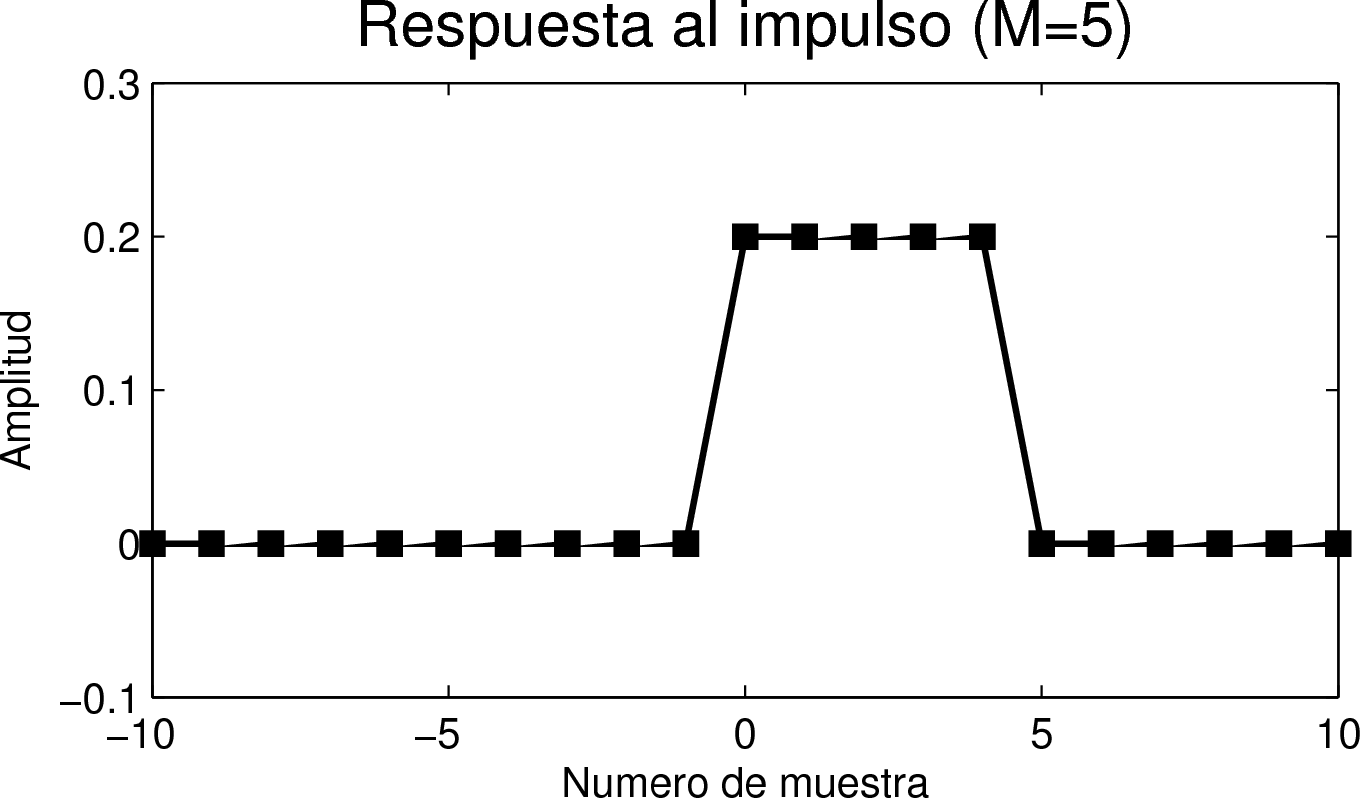 Respuesta al impulso (M=5)
0.3
0.2
0.1
0
−0.1
Amplitud
−10 −5 0 5 10
Numero de muestra